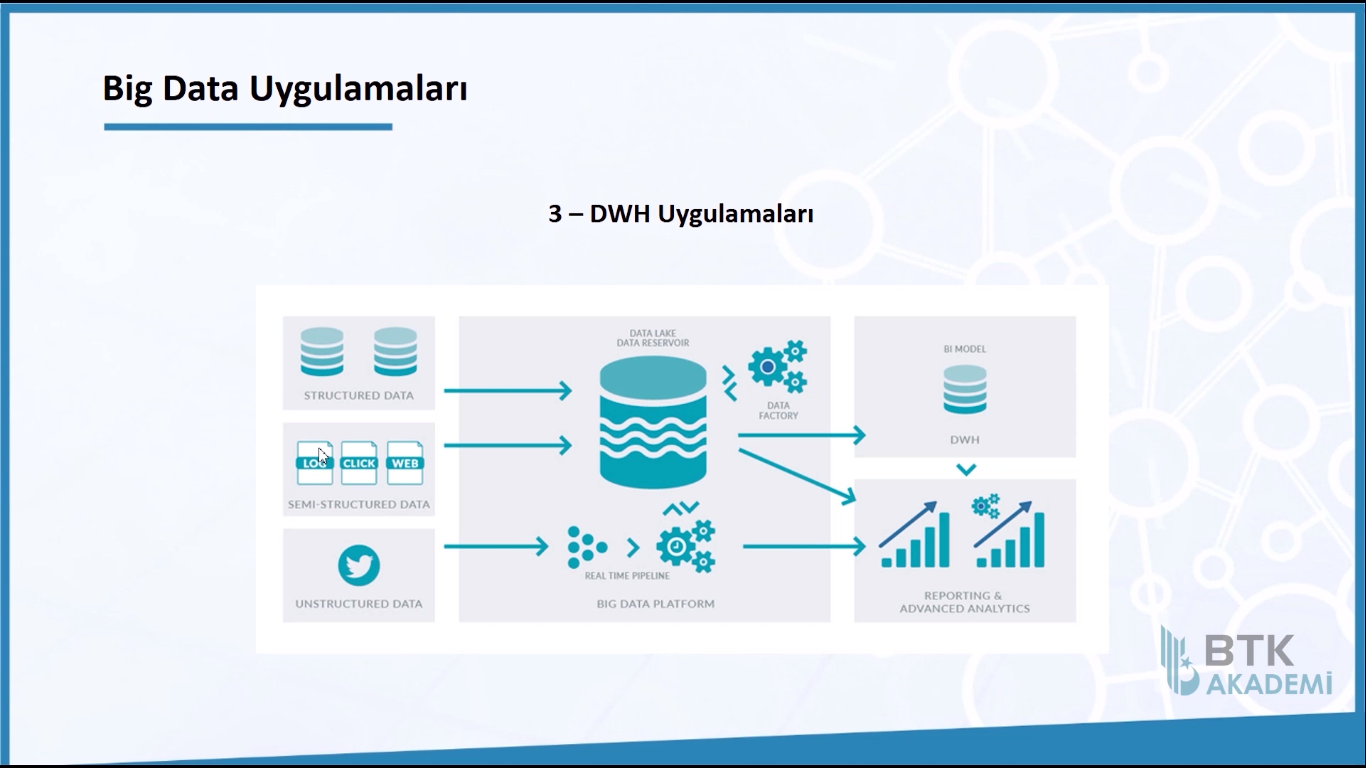 Big Data Uygulamaları
3 – DWH Uygulamaları
STRUCTURED DATA
LOG
CLICK
WEB
SEMI-STRUCTURED DATA
UNSTRUCTURED DATA
DATA LAKE
DATA RESERVOIR
DATA
FACTORY
REAL TIME PIPELINE
BIG DATA PLATFORM
BI MODEL
DWH
REPORTING &
ADVANCED ANALYTICS
BTK
AKADEMİ